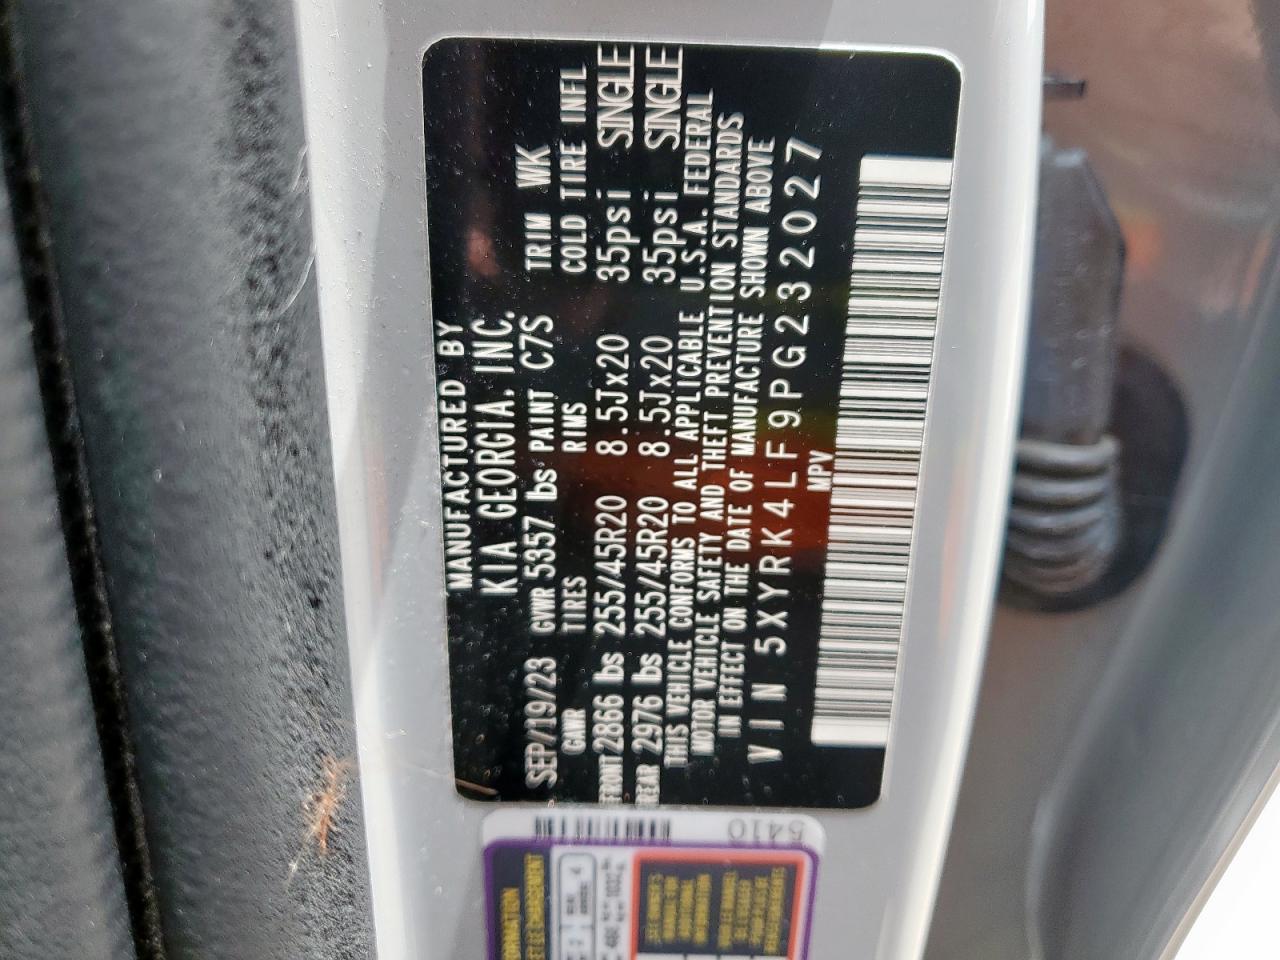 MANUFACTURED BY
KIA GEORGIA, INC.
SEP/19/23 GVWR 5357 lbs PAINT C7S TRIM WK
GAWR TIRES RIMS COLD TIRE INFL
FRONT 2866 lbs 255/45R20 8.5Jx20 35psi SINGLE
REAR 2976 lbs 255/45R20 8.5Jx20 35psi SINGLE
THIS VEHICLE CONFORMS TO ALL APPLICABLE U.S.A. FEDERAL
MOTOR VEHICLE SAFETY AND THEFT PREVENTION STANDARDS
IN EFFECT ON THE DATE OF MANUFACTURE SHOWN ABOVE
VIN 5XYRK4LF9PG232027
MPV
5410